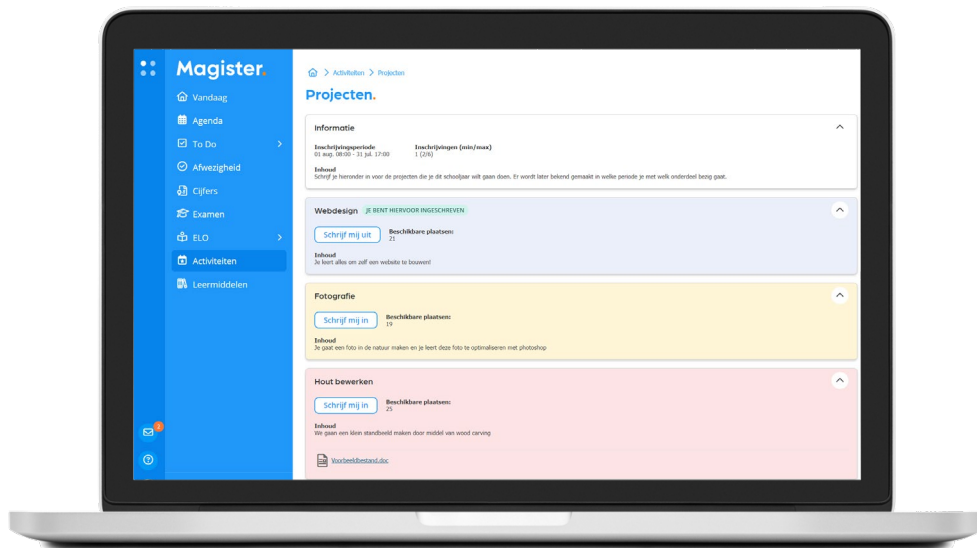 Magister.
Vandaag
Agenda
To Do
Afwezigheid
Cijfers
Examen
ELO
Activiteiten
Leermiddelen
2
Activiteiten > Projecten
Projecten.
Informatie
Inschrijvingsperiode Inschrijvingen (min/max)
01 aug. 08:00 - 31 jul. 17:00 1 (2/6)
Inhoud
Schrijf je hieronder in voor de projecten die je dit schooljaar wilt gaan doen. Er wordt later bekend gemaakt in welke periode je met welk onderdeel bezig gaat.
Webdesign JE BENT HIERVOOR INGESCHREVEN
Schrijf mij uit
Beschikbare plaatsen:
21
Inhoud
Je leert alles om zelf een website te bouwen!
Fotografie
Schrijf mij in
Beschikbare plaatsen:
19
Inhoud
Je gaat een foto in de natuur maken en je leert deze foto te optimaliseren met photoshop
Hout bewerken
Schrijf mij in
Beschikbare plaatsen:
25
Inhoud
We gaan een klein standbeeld maken door middel van wood carving
Voorbeeldbestand.doc